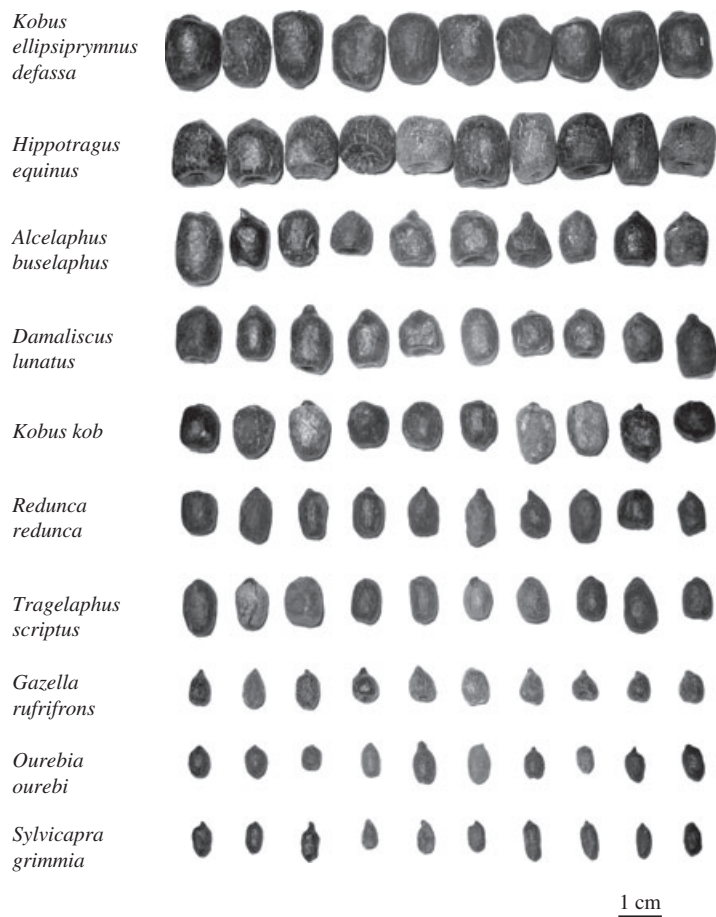 Kobus
ellipsiprymnus
defassa
Hippotragus
equinus
Alcelaphus
buselaphus
Damaliscus
lunatus
Kobus kob
Redunca
redunca
Tragelaphus
scriptus
Gazella
rufrifrons
Ourebia
ourebi
Sylvicapra
grimmia
1 cm